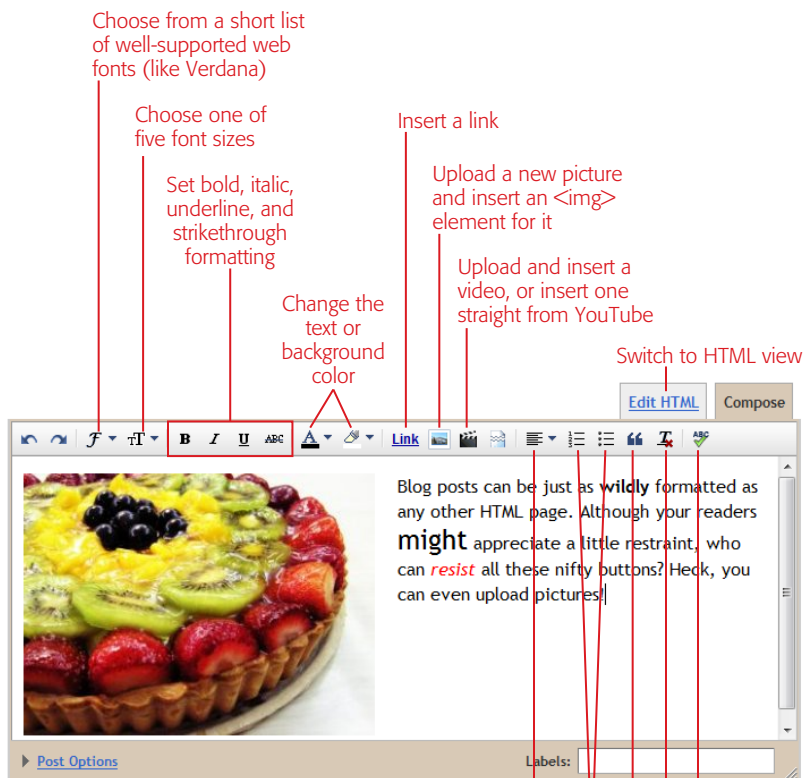 Choose from a short list
of well-supported web
fonts (like Verdana)
Choose one of
five font sizes
Insert a link
Set bold, italic,
underline, and
strikethrough
formatting
Upload a new picture
and insert an <img>
element for it
Upload and insert a
video, or insert one
straight from YouTube
Change the
text or
background
color
Switch to HTML view
Edit HTML Compose
F TT B I U ABC A Link 1 2 3 T ABC
Blog posts can be just as wildly formatted as
any other HTML page. Although your readers
might appreciate a little restraint, who
can resist all these nifty buttons? Heck, you
can even upload pictures!
Post Options Labels: